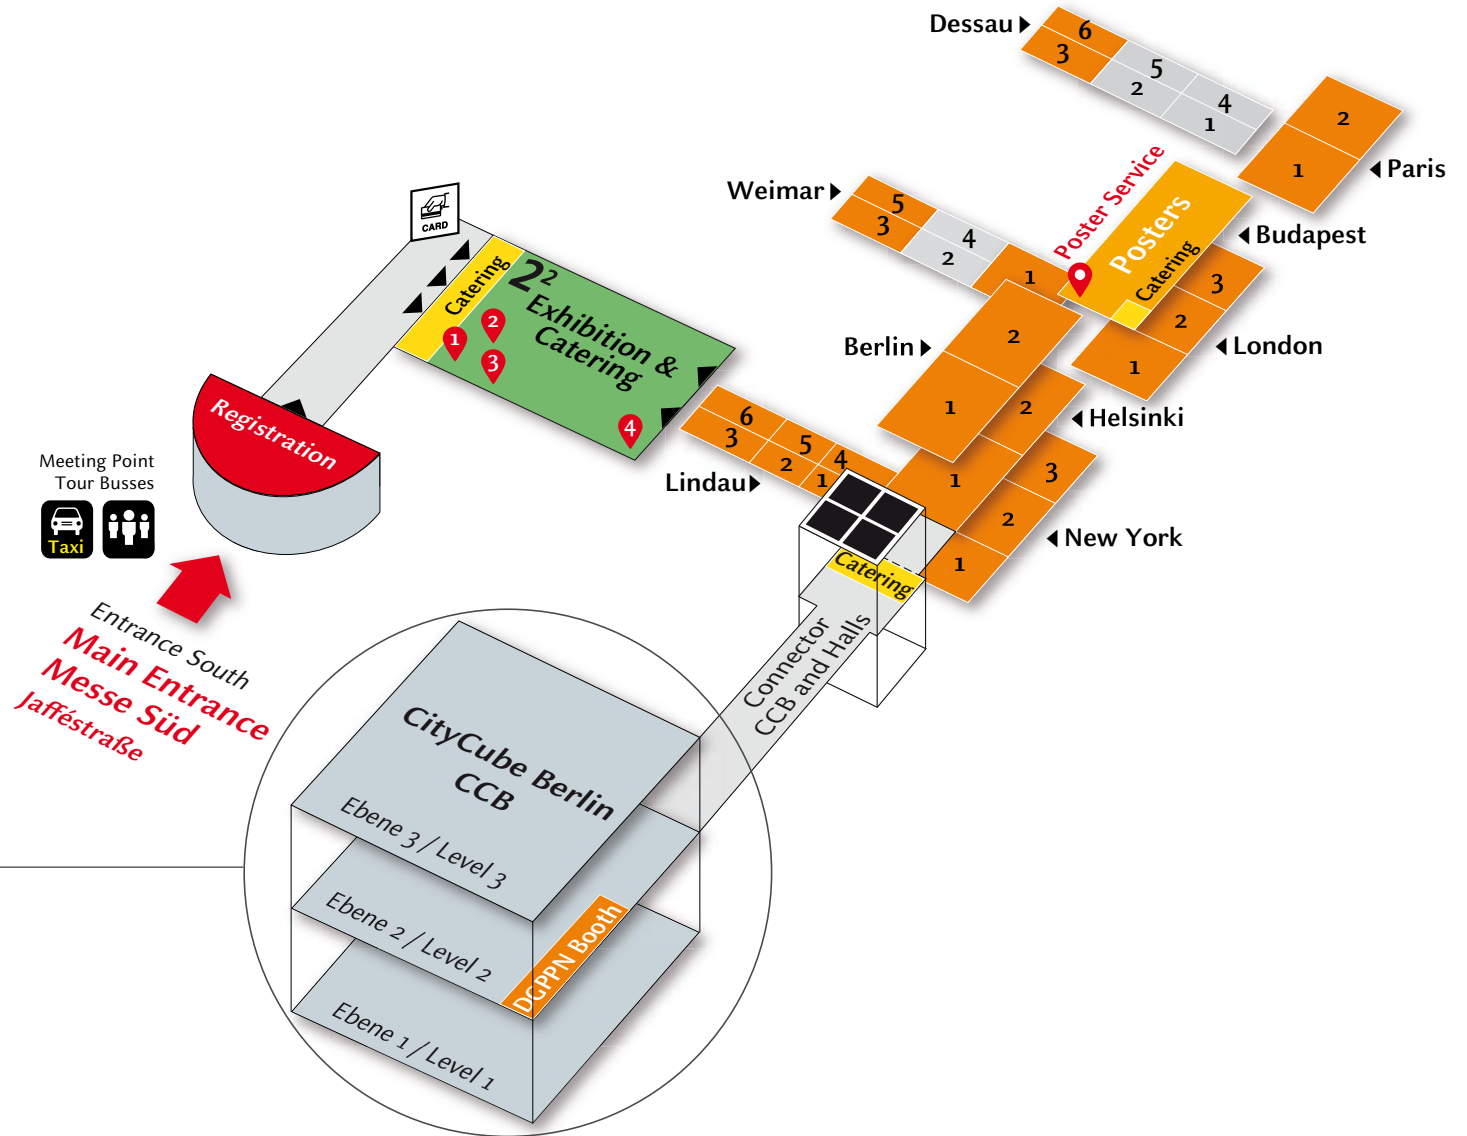 Dessau
6
3
5
2
4
1
2
1
Paris
Poster Service
Posters
Catering
Budapest
Weimar
5
3
4
2
1
3
2
1
London
CARD
Catering
2²
Exhibition &
Catering
1
2
3
4
Berlin
2
1
2
1
Helsinki
Registration
6
3
5
2
4
1
Lindau
3
2
1
New York
Meeting Point
Tour Busses
Taxi
Catering
Connector
CCB and Halls
Entrance South
Main Entrance
Messe Süd
Jafféstraße
CityCube Berlin
CCB
Ebene 3 / Level 3
Ebene 2 / Level 2
DGPPN Booth
Ebene 1 / Level 1